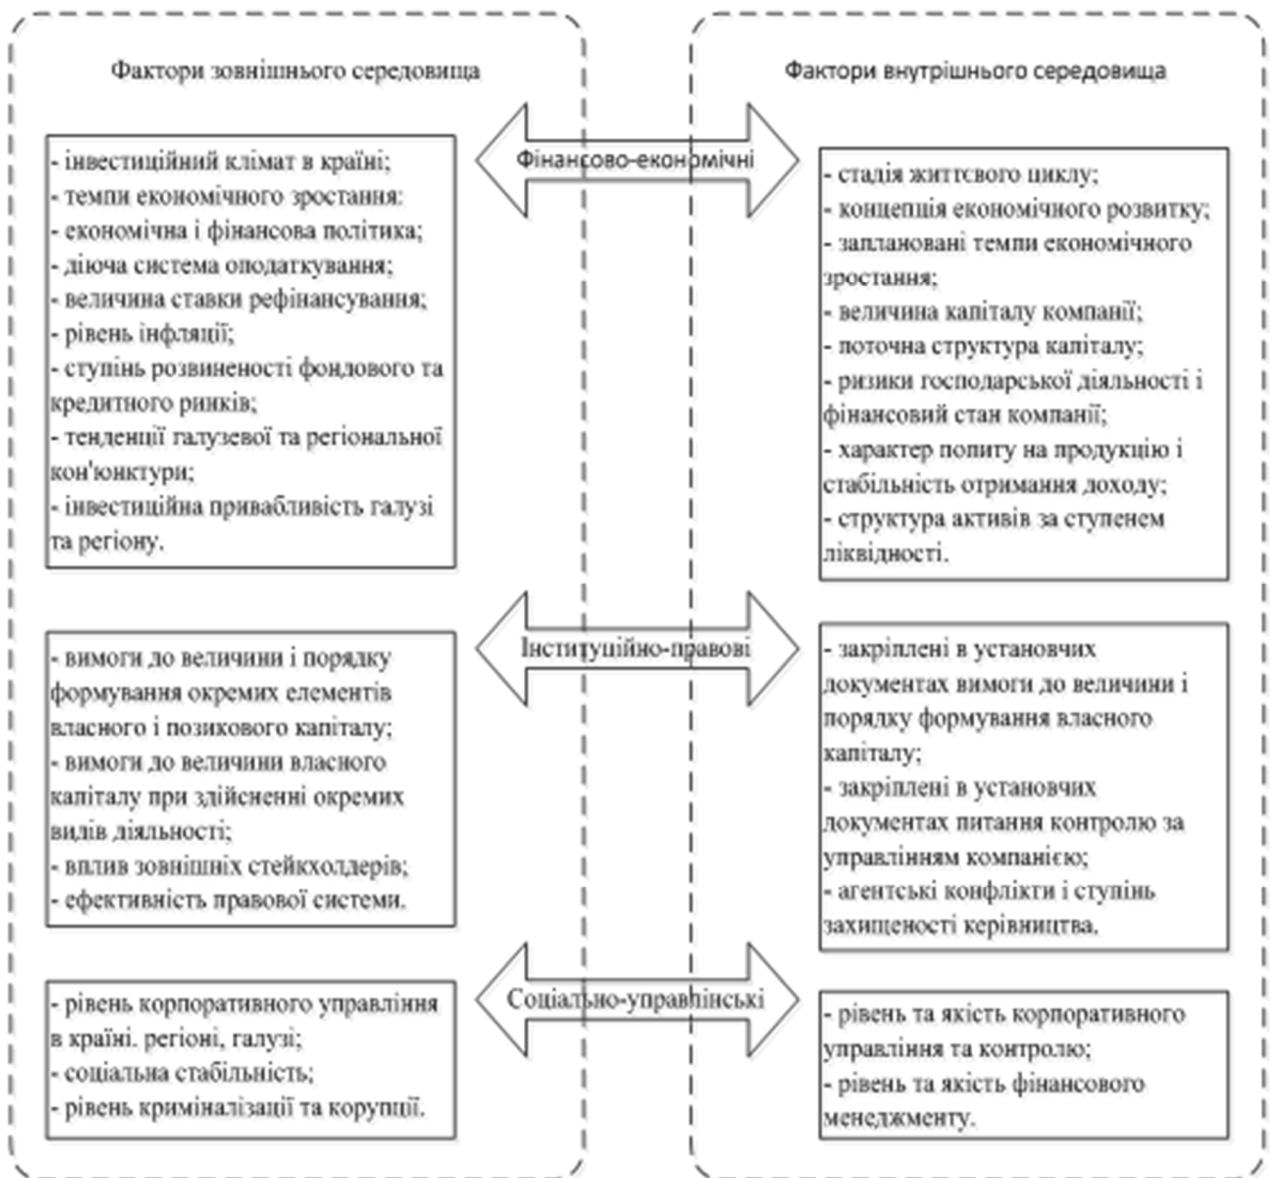 Фактори зовнішнього середовища
- інвестиційний клімат в країні;
- темпи економічного зростання:
- економічна і фінансова політика;
- діюча система оподаткування;
- величина ставки рефінансування;
- рівень інфляції;
- ступінь розвиненості фондового та
кредитного ринків;
- тенденції галузевої та регіональної
кон'юнктури;
- інвестиційна привабливість галузі
та регіону.
- вимоги до величини і порядку
формування окремих елементів
власного і позикового капіталу;
- вимоги до величини власного
капіталу при здійсненні окремих
видів діяльності;
- вплив зовнішніх стейкхолдерів;
- ефективність правової системи.
- рівень корпоративного управління
в країні. регіоні, галузі;
- соціальна стабільність;
- рівень криміналізації та корупції.
Фінансово-економічні
Інституційно-правові
Соціально-управлінські
Фактори внутрішнього середовища
- стадія життєвого циклу;
- концепція економічного розвитку;
- заплановані темпи економічного
зростання;
- величина капіталу компанії;
- поточна структура капіталу;
- ризики господарської діяльності і
фінансовий стан компанії;
- характер попиту на продукцію і
стабільність отримання доходу;
- структура активів за ступенем
ліквідності.
- закріплені в установчих
документах вимоги до величини і
порядку формування власного
капіталу;
- закріплені в установчих
документах питання контролю за
управлінням компанією;
- агентські конфлікти і ступінь
захищеності керівництва.
- рівень та якість корпоративного
управління та контролю;
- рівень та якість фінансового
менеджменту.